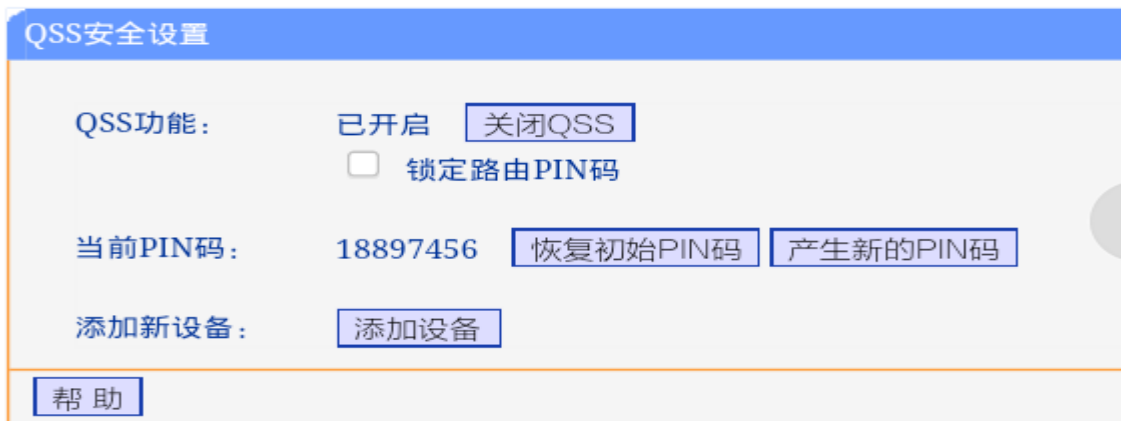 QSS安全设置
QSS功能： 已开启 关闭QSS
锁定路由PIN码
当前PIN码： 18897456 恢复初始PIN码 产生新的PIN码
添加新设备： 添加设备
帮 助